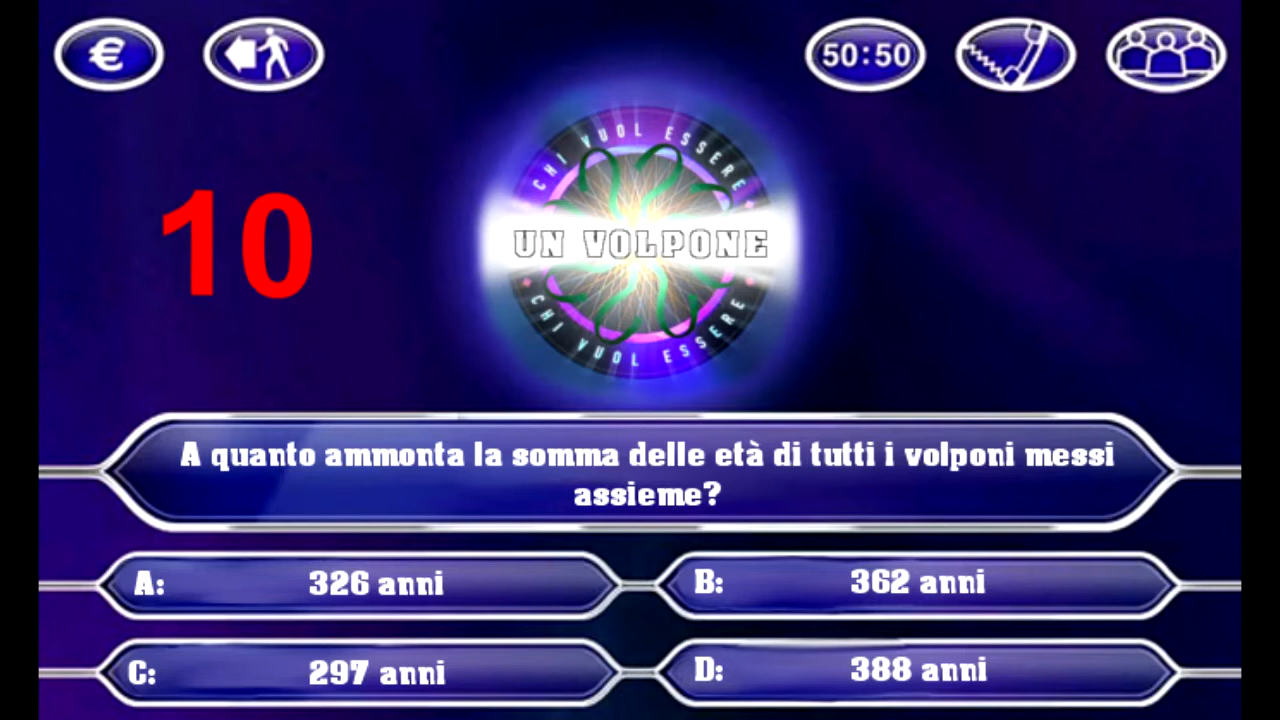 €
50:50
CHI VUOL ESSERE
10
UN VOLPONE
CHI VUOL ESSERE
A quanto ammonta la somma delle età di tutti i volponi messi
assieme?
A: 326 anni
B: 362 anni
C: 297 anni
D: 388 anni